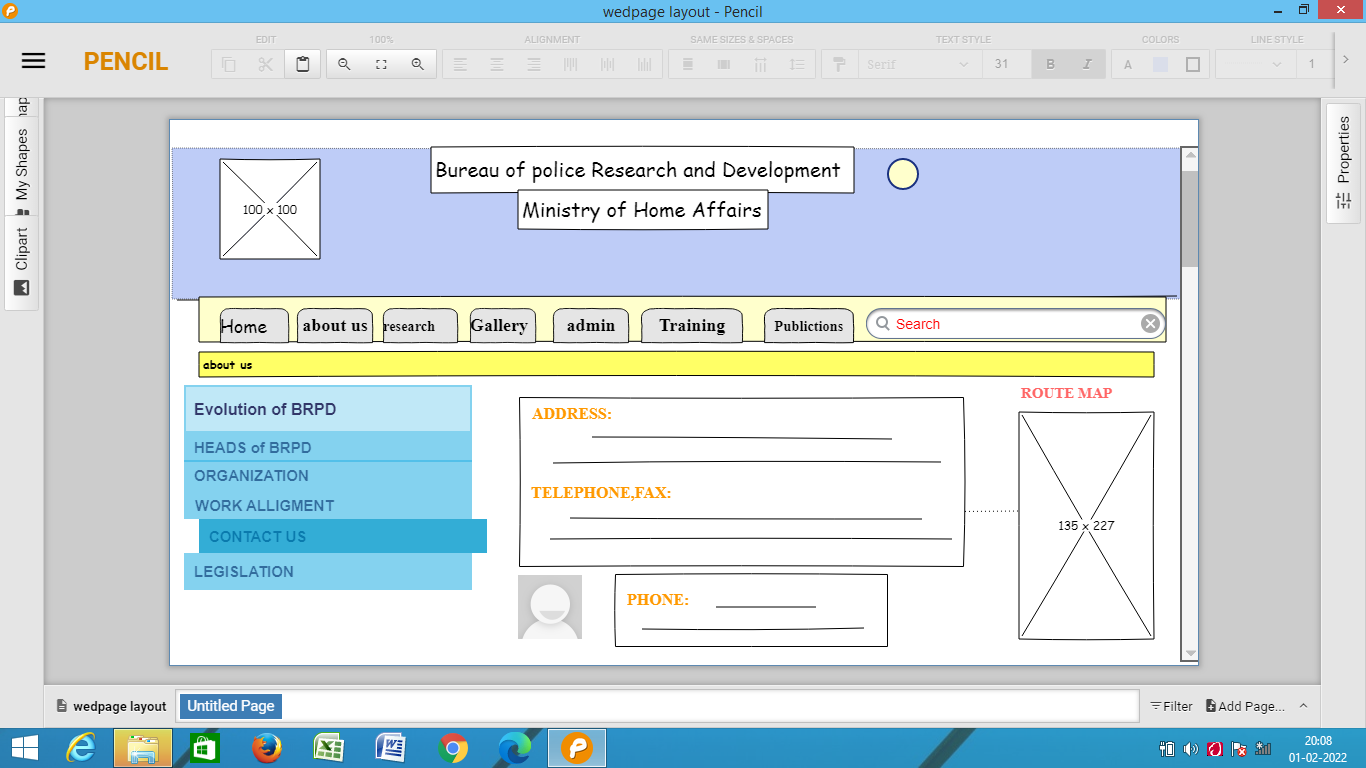 wedpage layout - Pencil
EDIT
100%
ALIGNMENT
SAME SIZES & SPACES
TEXT STYLE
COLORS
LINE STYLE
PENCIL
Serif
31
B
I
A
1
My Shapes
Clipart
Properties
Bureau of police Research and Development
Ministry of Home Affairs
100 x 100
Home
about us
research
Gallery
admin
Training
Publictions
Search
about us
Evolution of BRPD
HEADS of BRPD
ORGANIZATION
WORK ALLIGMENT
CONTACT US
LEGISLATION
ADDRESS:
TELEPHONE,FAX:
PHONE:
ROUTE MAP
135 x 227
wedpage layout
Untitled Page
Filter
Add Page...
20:08
01-02-2022